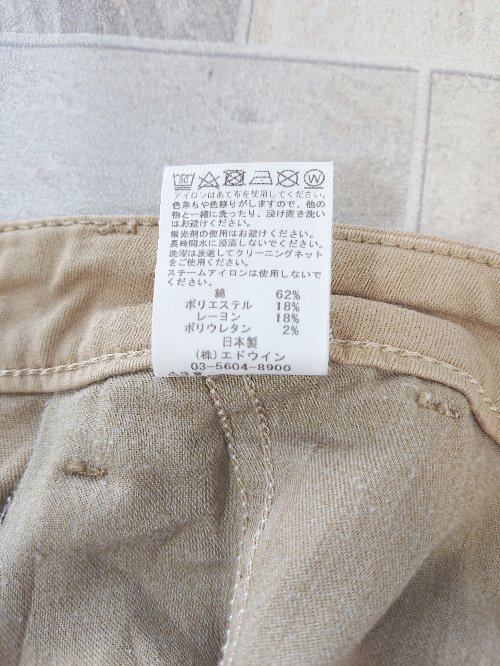 アイロンはあて布を使用してください。
色落ちや色移りがしますので、他の
物と一緒に洗ったり、浸け置き洗い
はお避けください。
蛍光剤の使用はお避けください。
長時間水に浸漬しないでください。
洗濯は裏返してクリーニングネット
をご使用ください。
スチームアイロンは使用しないで
ください。
綿 62%
ポリエステル 18%
レーヨン 18%
ポリウレタン 2%
日本製
(株)エドウイン
03-5604-8900